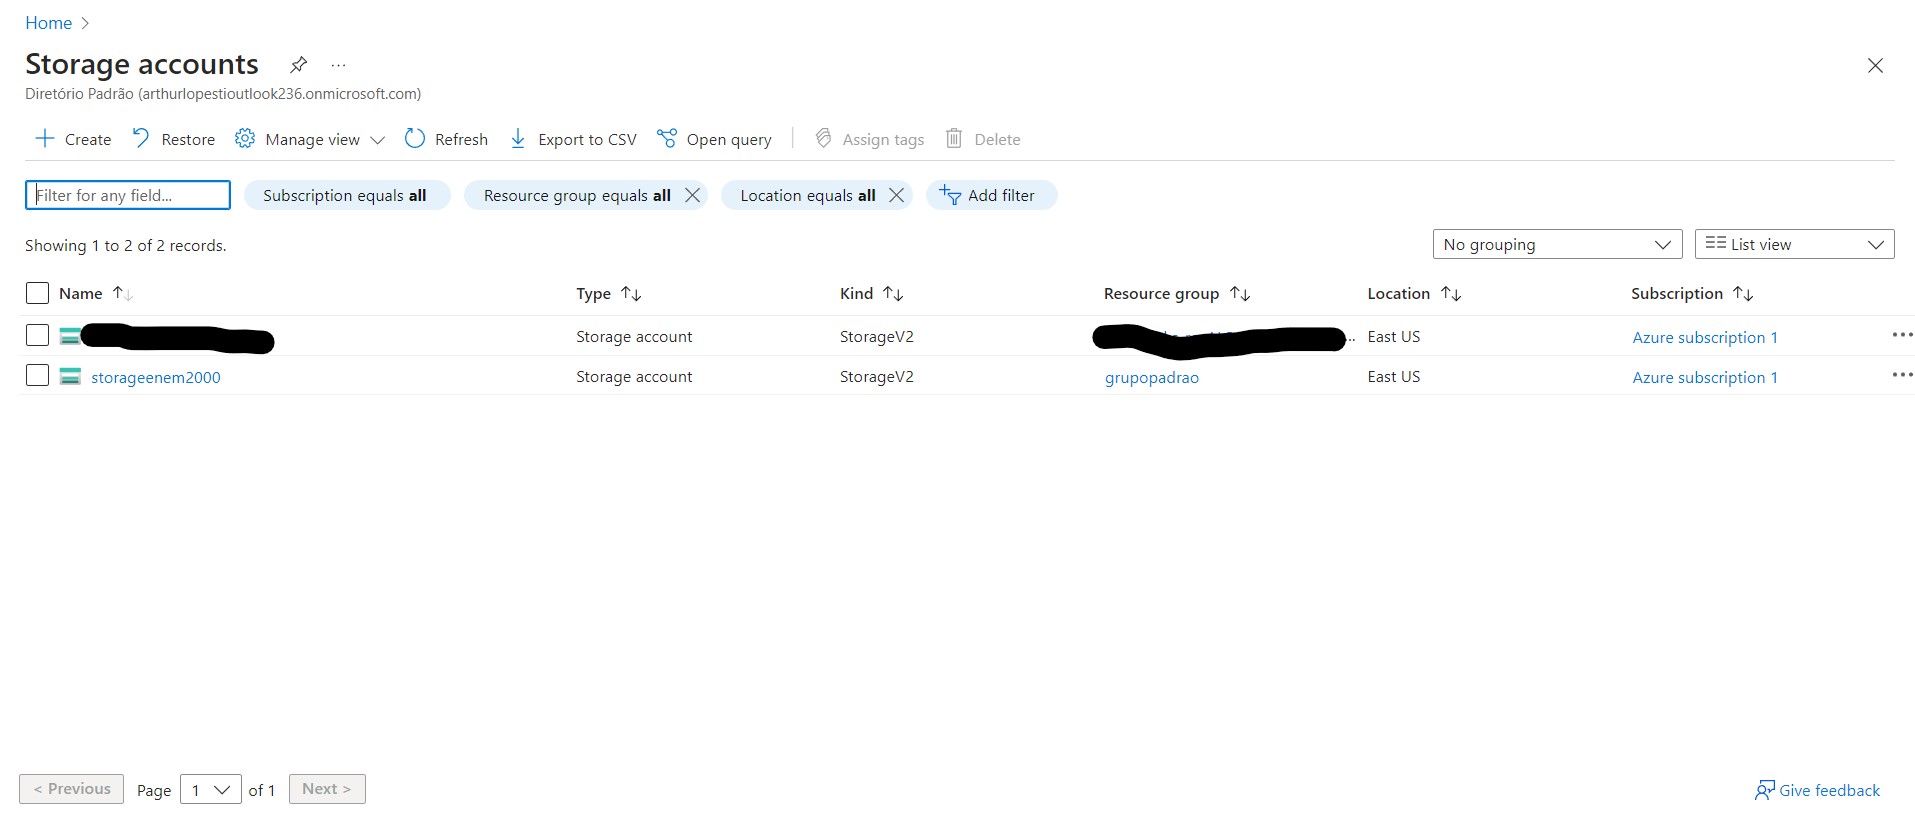 Home
Storage accounts
Diretório Padrão (arthurlopestioutlook236.onmicrosoft.com)
Create Restore Manage view Refresh Export to CSV Open query Assign tags Delete
Filter for any field... Subscription equals all Resource group equals all Location equals all Add filter
Showing 1 to 2 of 2 records. No grouping List view
Name Type Kind Resource group Location Subscription
Storage account StorageV2 ... East US Azure subscription 1
storageenem2000 Storage account StorageV2 grupopadrao East US Azure subscription 1
< Previous Page 1 of 1 Next > Give feedback